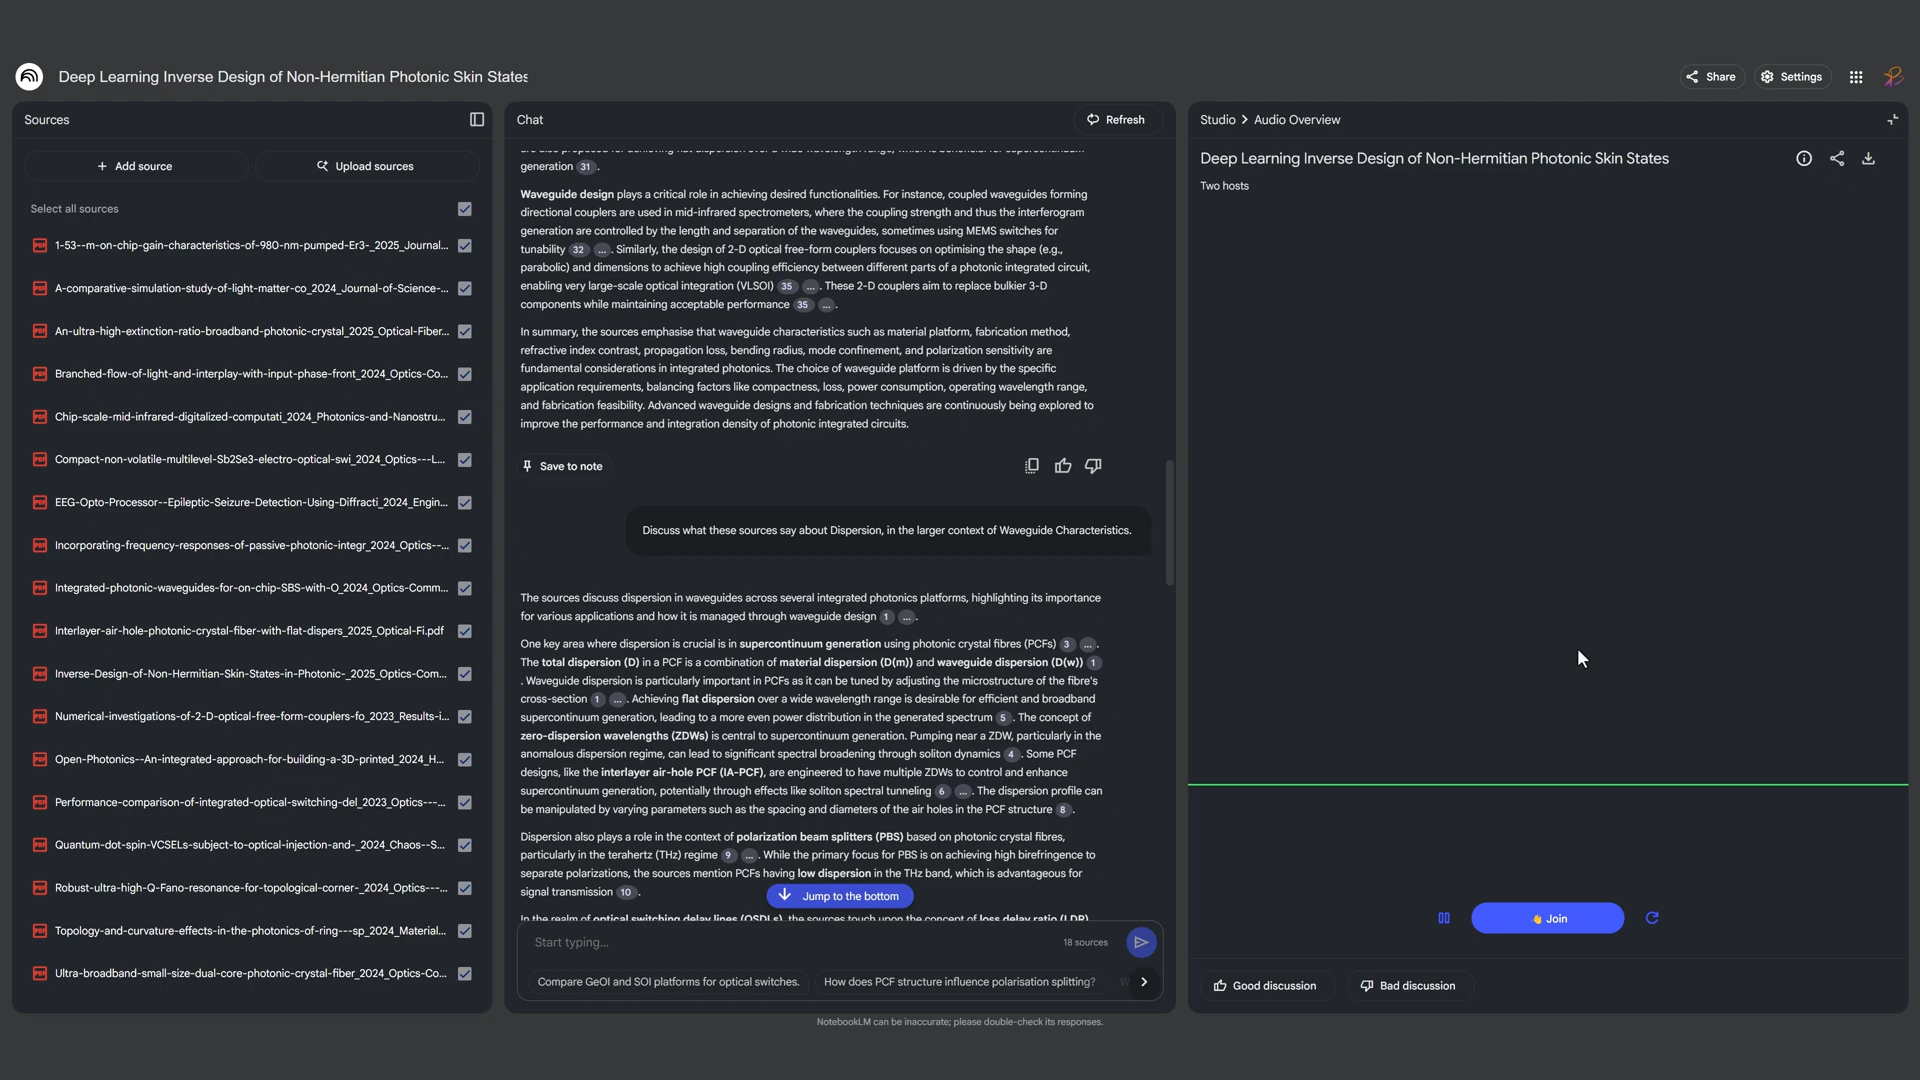 Deep Learning Inverse Design of Non-Hermitian Photonic Skin States
Share
Settings
Sources
Add source
Upload sources
Select all sources
1-53--m-on-chip-gain-characteristics-of-980-nm-pumped-Er3-_2025_Journal...
A-comparative-simulation-study-of-light-matter-co_2024_Journal-of-Science-...
An-ultra-high-extinction-ratio-broadband-photonic-crystal_2025_Optical-Fiber...
Branched-flow-of-light-and-interplay-with-input-phase-front_2024_Optics-Co...
Chip-scale-mid-infrared-digitalized-computati_2024_Photonics-and-Nanostru...
Compact-non-volatile-multilevel-Sb2Se3-electro-optical-swi_2024_Optics---L...
EEG-Opto-Processor--Epileptic-Seizure-Detection-Using-Diffracti_2024_Engin...
Incorporating-frequency-responses-of-passive-photonic-integr_2024_Optics--...
Integrated-photonic-waveguides-for-on-chip-SBS-with-O_2024_Optics-Comm...
Interlayer-air-hole-photonic-crystal-fiber-with-flat-dispers_2025_Optical-Fi.pdf
Inverse-Design-of-Non-Hermitian-Skin-States-in-Photonic-_2025_Optics-Com...
Numerical-investigations-of-2-D-optical-free-form-couplers-fo_2023_Results-i...
Open-Photonics--An-integrated-approach-for-building-a-3D-printed_2024_H...
Performance-comparison-of-integrated-optical-switching-del_2023_Optics---...
Quantum-dot-spin-VCSELs-subject-to-optical-injection-and-_2024_Chaos--S...
Robust-ultra-high-Q-Fano-resonance-for-topological-corner-_2024_Optics---...
Topology-and-curvature-effects-in-the-photonics-of-ring---sp_2024_Material...
Ultra-broadband-small-size-dual-core-photonic-crystal-fiber_2024_Optics-Co...
Chat
Refresh
generation 31 .
Waveguide design plays a critical role in achieving desired functionalities. For instance, coupled waveguides forming
directional couplers are used in mid-infrared spectrometers, where the coupling strength and thus the interferogram
generation are controlled by the length and separation of the waveguides, sometimes using MEMS switches for
tunability 32 ... . Similarly, the design of 2-D optical free-form couplers focuses on optimising the shape (e.g.,
parabolic) and dimensions to achieve high coupling efficiency between different parts of a photonic integrated circuit,
enabling very large-scale optical integration (VLSOI) 35 ... . These 2-D couplers aim to replace bulkier 3-D
components while maintaining acceptable performance 35 ... .
In summary, the sources emphasise that waveguide characteristics such as material platform, fabrication method,
refractive index contrast, propagation loss, bending radius, mode confinement, and polarization sensitivity are
fundamental considerations in integrated photonics. The choice of waveguide platform is driven by the specific
application requirements, balancing factors like compactness, loss, power consumption, operating wavelength range,
and fabrication feasibility. Advanced waveguide designs and fabrication techniques are continuously being explored to
improve the performance and integration density of photonic integrated circuits.
Save to note
Discuss what these sources say about Dispersion, in the larger context of Waveguide Characteristics.
The sources discuss dispersion in waveguides across several integrated photonics platforms, highlighting its importance
for various applications and how it is managed through waveguide design 1 ... .
One key area where dispersion is crucial is in supercontinuum generation using photonic crystal fibres (PCFs) 3 ... .
The total dispersion (D) in a PCF is a combination of material dispersion (D(m)) and waveguide dispersion (D(w)) 1
. Waveguide dispersion is particularly important in PCFs as it can be tuned by adjusting the microstructure of the fibre's
cross-section 1 ... . Achieving flat dispersion over a wide wavelength range is desirable for efficient and broadband
supercontinuum generation, leading to a more even power distribution in the generated spectrum 5 . The concept of
zero-dispersion wavelengths (ZDWs) is central to supercontinuum generation. Pumping near a ZDW, particularly in the
anomalous dispersion regime, can lead to significant spectral broadening through soliton dynamics 4 . Some PCF
designs, like the interlayer air-hole PCF (IA-PCF), are engineered to have multiple ZDWs to control and enhance
supercontinuum generation, potentially through effects like soliton spectral tunneling 6 ... . The dispersion profile can
be manipulated by varying parameters such as the spacing and diameters of the air holes in the PCF structure 8 .
Dispersion also plays a role in the context of polarization beam splitters (PBS) based on photonic crystal fibres,
particularly in the terahertz (THz) regime 9 ... . While the primary focus for PBS is on achieving high birefringence to
separate polarizations, the sources mention PCFs having low dispersion in the THz band, which is advantageous for
signal transmission 10 .
Jump to the bottom
In the realm of optical switching delay lines (OSDLs), the sources touch upon the concept of loss delay ratio (LDR)
Start typing...
18 sources
Compare GeOI and SOI platforms for optical switches.
How does PCF structure influence polarisation splitting?
NotebookLM can be inaccurate; please double-check its responses.
Studio > Audio Overview
Deep Learning Inverse Design of Non-Hermitian Photonic Skin States
Two hosts
Join
Good discussion
Bad discussion